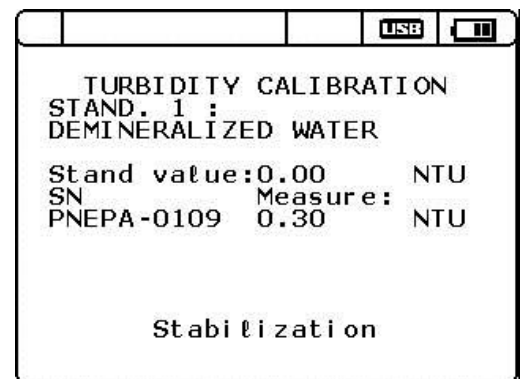 USB
TURBIDITY CALIBRATION
STAND. 1 :
DEMINERALIZED WATER
Stand value:0.00 NTU
SN Measure:
PNEPA-0109 0.30 NTU
Stabilization